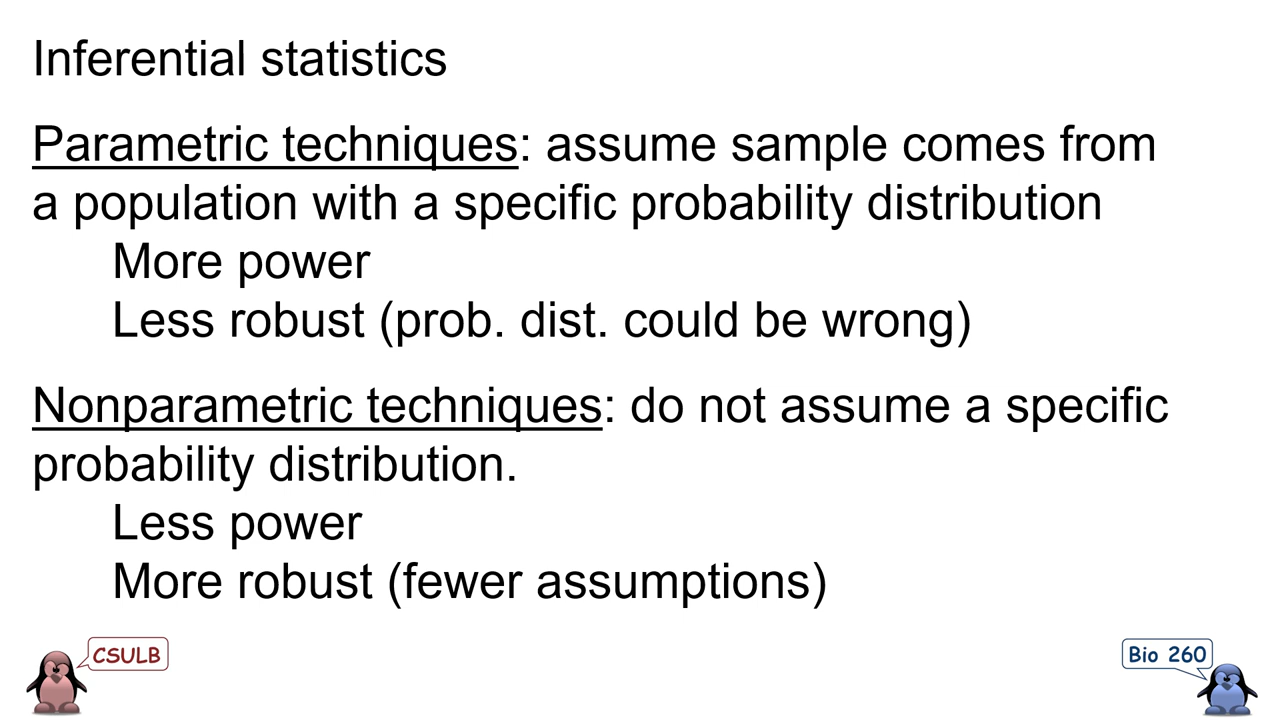 Inferential statistics
Parametric techniques: assume sample comes from
a population with a specific probability distribution
More power
Less robust (prob. dist. could be wrong)
Nonparametric techniques: do not assume a specific
probability distribution.
Less power
More robust (fewer assumptions)
CSULB
Bio 260